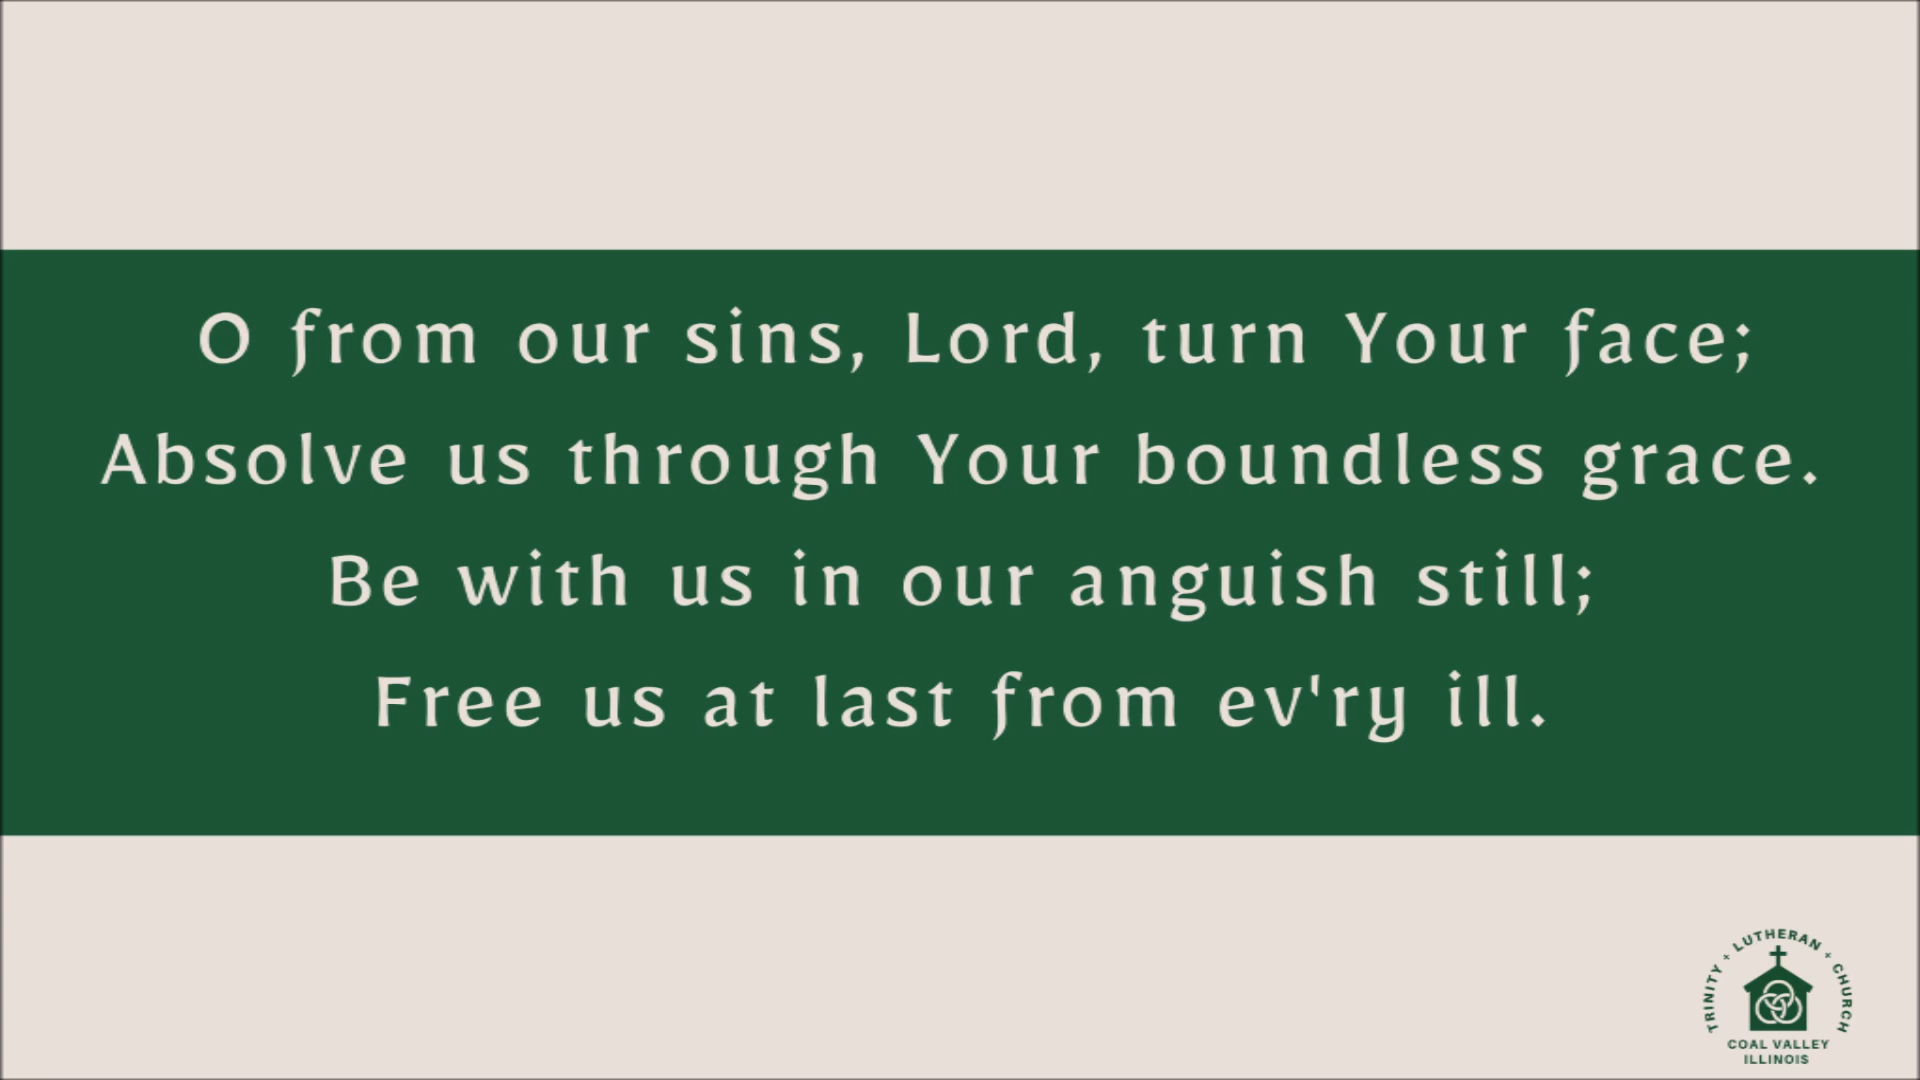 O from our sins, Lord, turn Your face;
Absolve us through Your boundless grace.
Be with us in our anguish still;
Free us at last from ev'ry ill.
TRINITY + LUTHERAN + CHURCH
COAL VALLEY
ILLINOIS